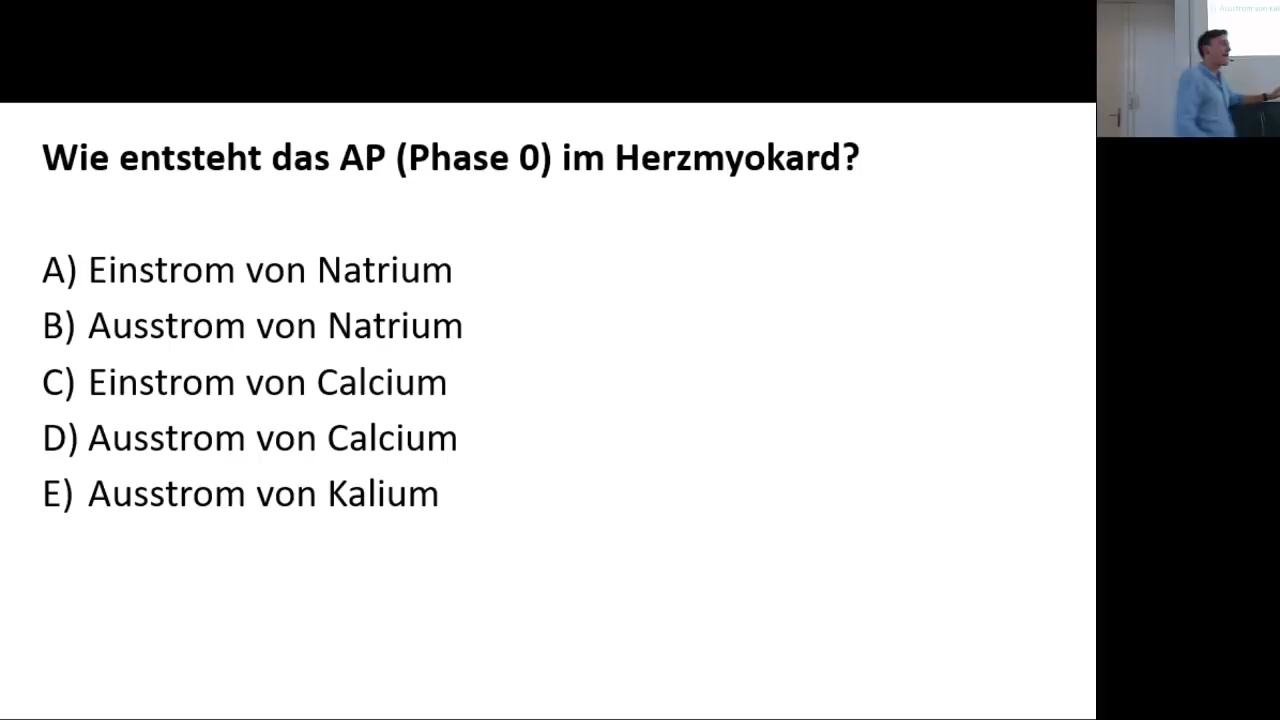 Wie entsteht das AP (Phase 0) im Herzmyokard?
A) Einstrom von Natrium
B) Ausstrom von Natrium
C) Einstrom von Calcium
D) Ausstrom von Calcium
E) Ausstrom von Kalium